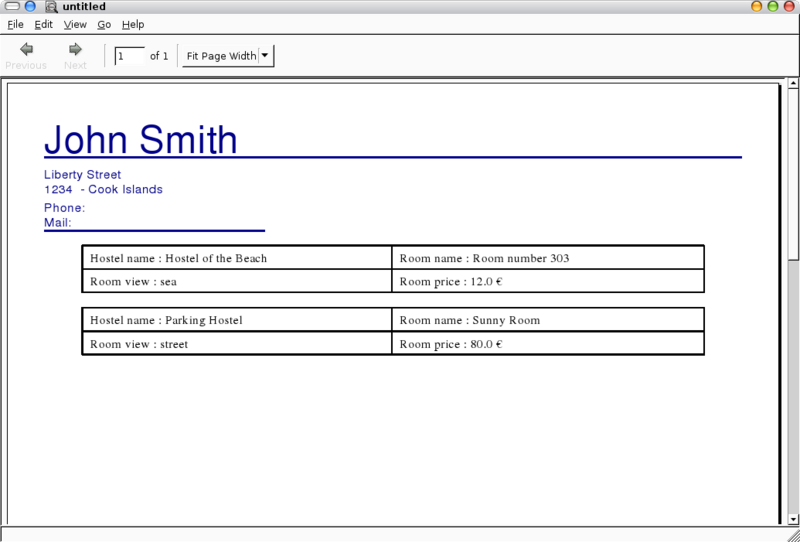 untitled
File Edit View Go Help
Previous Next 1 of 1 Fit Page Width
John Smith
Liberty Street
1234 - Cook Islands
Phone:
Mail:
Hostel name : Hostel of the Beach Room name : Room number 303
Room view : sea Room price : 12.0 €
Hostel name : Parking Hostel Room name : Sunny Room
Room view : street Room price : 80.0 €